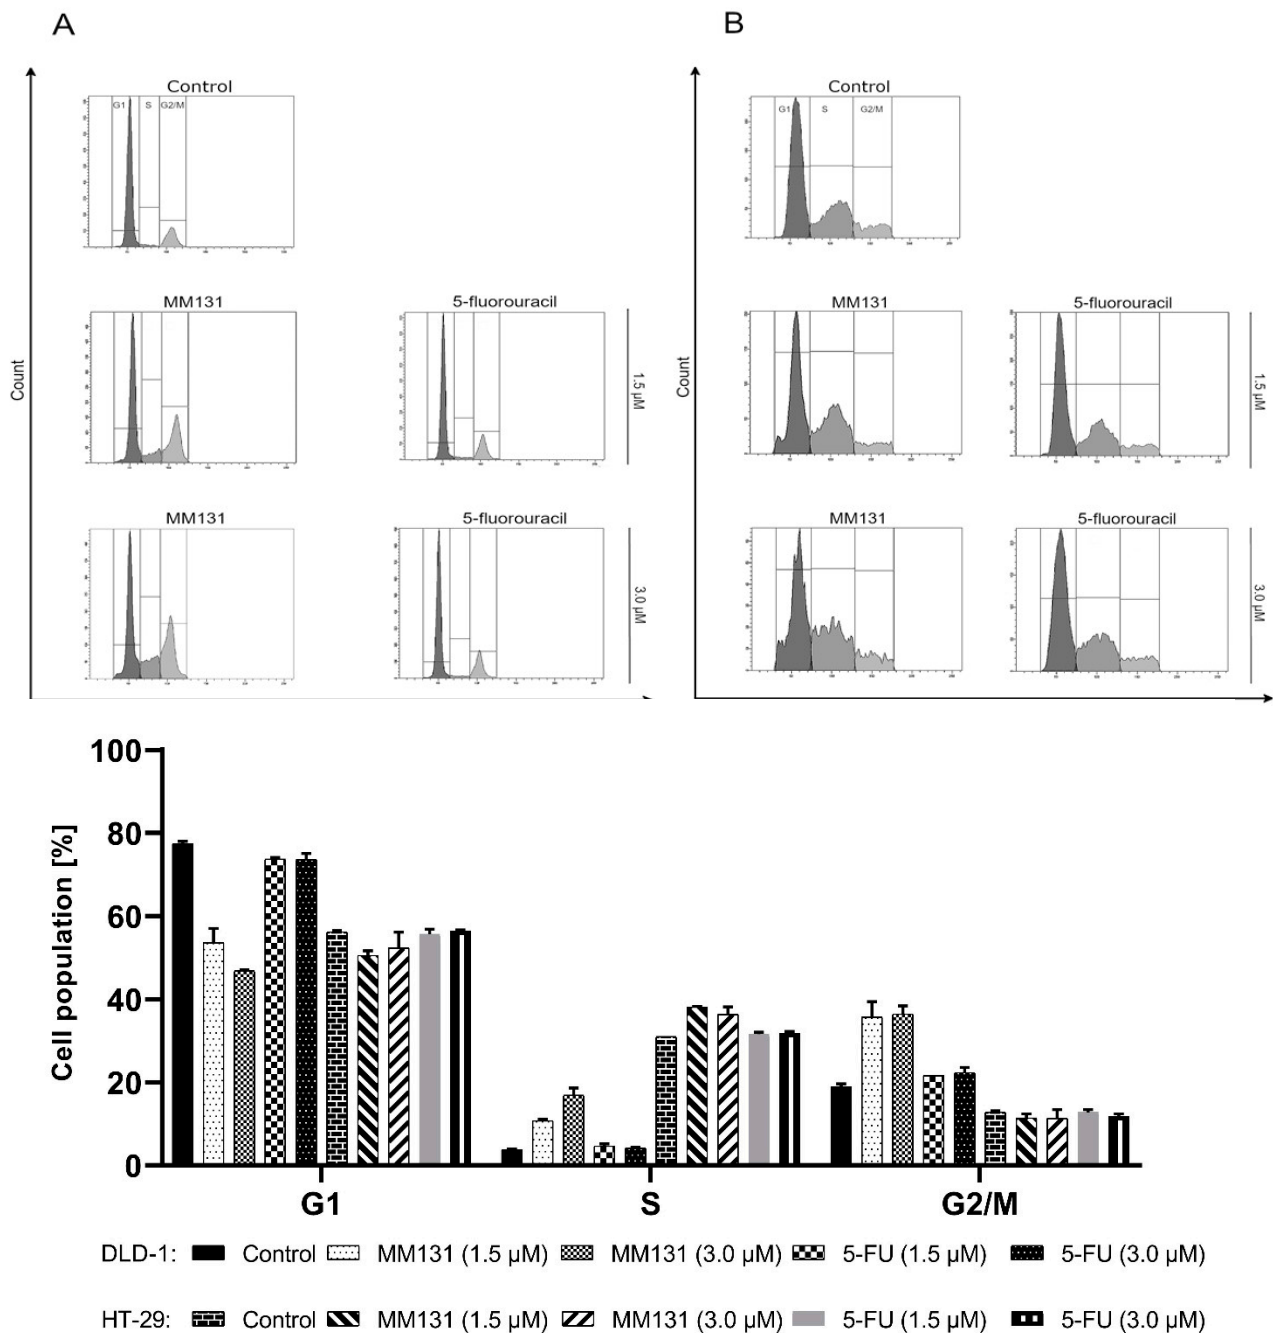 A
B
Control
G1 S G2/M
Control
G1 S G2/M
MM131
5-fluorouracil
MM131
5-fluorouracil
Count
1.5 µM
Count
1.5 µM
MM131
5-fluorouracil
MM131
5-fluorouracil
3.0 µM
3.0 µM
Cell population [%]
100
80
60
40
20
0
G1 S G2/M
DLD-1: Control MM131 (1.5 µM) MM131 (3.0 µM) 5-FU (1.5 µM) 5-FU (3.0 µM)
HT-29: Control MM131 (1.5 µM) MM131 (3.0 µM) 5-FU (1.5 µM) 5-FU (3.0 µM)